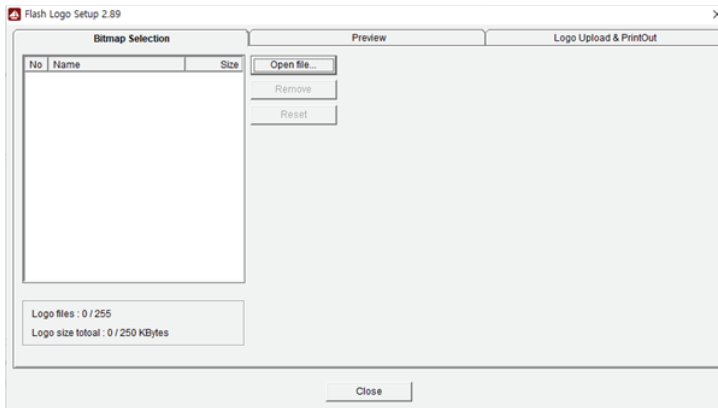 Flash Logo Setup 2.89
Bitmap Selection Preview Logo Upload & PrintOut
No Name Size
Open file...
Remove
Reset
Logo files : 0 / 255
Logo size totoal : 0 / 250 KBytes
Close